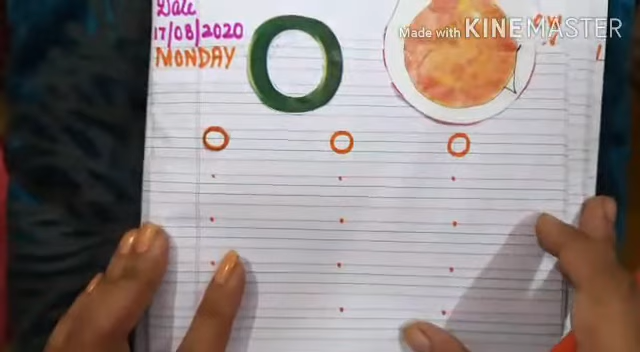 Date
17/08/2020
MONDAY
O
Made with KINEMASTER
O O O